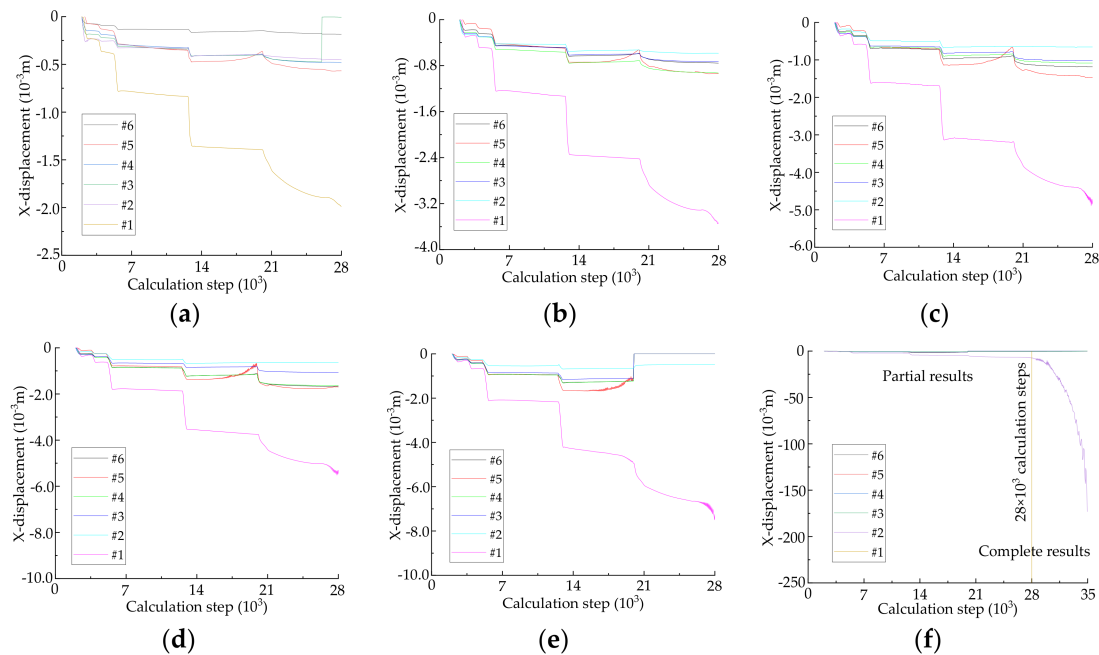 X-displacement (10⁻³m)
0
-0.5
-1.0
-1.5
-2.0
-2.5
#6
#5
#4
#3
#2
#1
0 7 14 21 28
Calculation step (10³)
(a)
X-displacement (10⁻³m)
0
-0.8
-1.6
-2.4
-3.2
-4.0
#6
#5
#4
#3
#2
#1
0 7 14 21 28
Calculation step (10³)
(b)
X-displacement (10⁻³m)
0
-1.0
-2.0
-3.0
-4.0
-5.0
-6.0
#6
#5
#4
#3
#2
#1
0 7 14 21 28
Calculation step (10³)
(c)
X-displacement (10⁻³m)
0
-2.0
-4.0
-6.0
-8.0
-10.0
#6
#5
#4
#3
#2
#1
0 7 14 21 28
Calculation step (10³)
(d)
X-displacement (10⁻³m)
0
-2.0
-4.0
-6.0
-8.0
-10.0
#6
#5
#4
#3
#2
#1
0 7 14 21 28
Calculation step (10³)
(e)
X-displacement (10⁻³m)
0
-25
-50
-75
-100
-125
-150
-175
-200
-250
Partial results
28×10³ calculation steps
Complete results
#6
#5
#4
#3
#2
#1
0 7 14 21 28 35
Calculation step (10³)
(f)